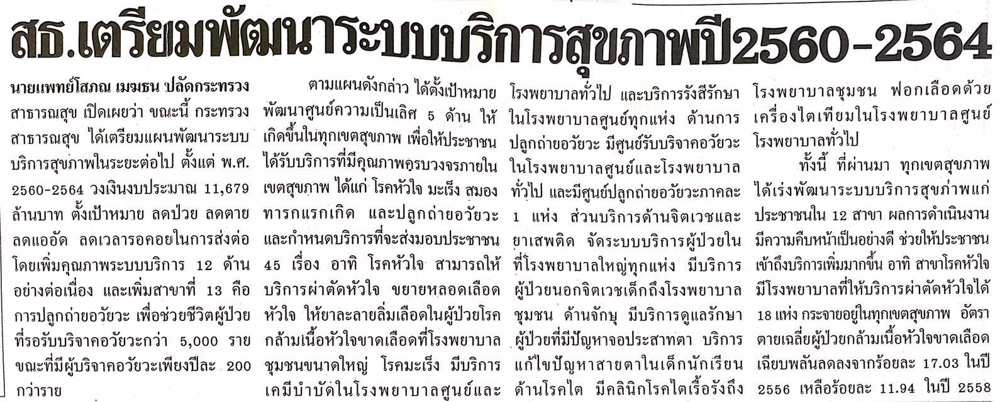 สธ.เตรียมพัฒนาระบบบริการสุขภาพปี2560-2564
นายแพทย์โสภณ เมฆธน ปลัดกระทรวง
สาธารณสุข เปิดเผยว่า ขณะนี้ กระทรวง
สาธารณสุข ได้เตรียมแผนพัฒนาระบบ
บริการสุขภาพในระยะต่อไป ตั้งแต่ พ.ศ.
2560-2564 วงเงินงบประมาณ 11,679
ล้านบาท ตั้งเป้าหมาย ลดป่วย ลดตาย
ลดแออัด ลดเวลารอคอยในการส่งต่อ
โดยเพิ่มคุณภาพระบบบริการ 12 ด้าน
อย่างต่อเนื่อง และเพิ่มสาขาที่ 13 คือ
การปลูกถ่ายอวัยวะ เพื่อช่วยชีวิตผู้ป่วย
ที่รอรับบริจาคอวัยวะกว่า 5,000 ราย
ขณะที่มีผู้บริจาคอวัยวะเพียงปีละ 200
กว่าราย
ตามแผนดังกล่าว ได้ตั้งเป้าหมาย
พัฒนาศูนย์ความเป็นเลิศ 5 ด้าน ให้
เกิดขึ้นในทุกเขตสุขภาพ เพื่อให้ประชาชน
ได้รับบริการที่มีคุณภาพครบวงจรภายใน
เขตสุขภาพ ได้แก่ โรคหัวใจ มะเร็ง สมอง
ทารกแรกเกิด และปลูกถ่ายอวัยวะ
และกำหนดบริการที่จะส่งมอบประชาชน
45 เรื่อง อาทิ โรคหัวใจ สามารถให้
บริการผ่าตัดหัวใจ ขยายหลอดเลือด
หัวใจ ให้ยาละลายลิ่มเลือดในผู้ป่วยโรค
กล้ามเนื้อหัวใจขาดเลือดที่โรงพยาบาล
ชุมชนขนาดใหญ่ โรคมะเร็ง มีบริการ
เคมีบำบัดในโรงพยาบาลศูนย์และ
โรงพยาบาลทั่วไป และบริการรังสีรักษา
ในโรงพยาบาลศูนย์ทุกแห่ง ด้านการ
ปลูกถ่ายอวัยวะ มีศูนย์รับบริจาคอวัยวะ
ในโรงพยาบาลศูนย์และโรงพยาบาล
ทั่วไป และมีศูนย์ปลูกถ่ายอวัยวะภาคละ
1 แห่ง ส่วนบริการด้านจิตเวชและ
ยาเสพติด จัดระบบบริการผู้ป่วยใน
ที่โรงพยาบาลใหญ่ทุกแห่ง มีบริการ
ผู้ป่วยนอกจิตเวชเด็กถึงโรงพยาบาล
ชุมชน ด้านจักษุ มีบริการดูแลรักษา
ผู้ป่วยที่มีปัญหาจอประสาทตา บริการ
แก้ไขปัญหาสายตาในเด็กนักเรียน
ด้านโรคไต มีคลินิกโรคไตเรื้อรังถึง
โรงพยาบาลชุมชน ฟอกเลือดด้วย
เครื่องไตเทียมในโรงพยาบาลศูนย์
โรงพยาบาลทั่วไป
ทั้งนี้ ที่ผ่านมา ทุกเขตสุขภาพ
ได้เร่งพัฒนาระบบบริการสุขภาพแก่
ประชาชนใน 12 สาขา ผลการดำเนินงาน
มีความคืบหน้าเป็นอย่างดี ช่วยให้ประชาชน
เข้าถึงบริการเพิ่มมากขึ้น อาทิ สาขาโรคหัวใจ
มีโรงพยาบาลที่ให้บริการผ่าตัดหัวใจได้
18 แห่ง กระจายอยู่ในทุกเขตสุขภาพ อัตรา
ตายเฉลี่ยผู้ป่วยกล้ามเนื้อหัวใจขาดเลือด
เฉียบพลันลดลงจากร้อยละ 17.03 ในปี
2556 เหลือร้อยละ 11.94 ในปี 2558